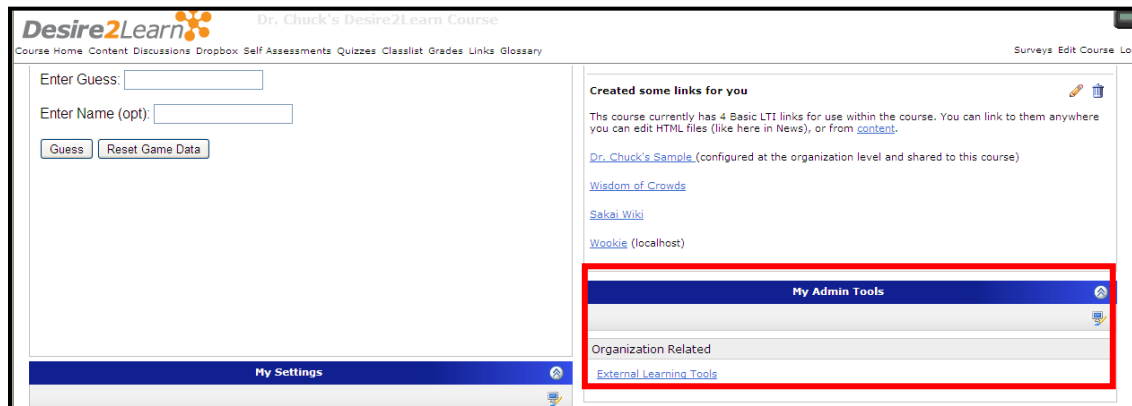 Desire2Learn
Dr. Chuck's Desire2Learn Course
Course Home Content Discussions Dropbox Self Assessments Quizzes Classlist Grades Links Glossary
Surveys Edit Course Lo
Enter Guess:
Enter Name (opt):
Guess Reset Game Data
Created some links for you
Ths course currently has 4 Basic LTI links for use within the course. You can link to them anywhere
you can edit HTML files (like here in News), or from content.
Dr. Chuck's Sample (configured at the organization level and shared to this course)
Wisdom of Crowds
Sakai Wiki
Wookie (localhost)
My Admin Tools
Organization Related
External Learning Tools
My Settings